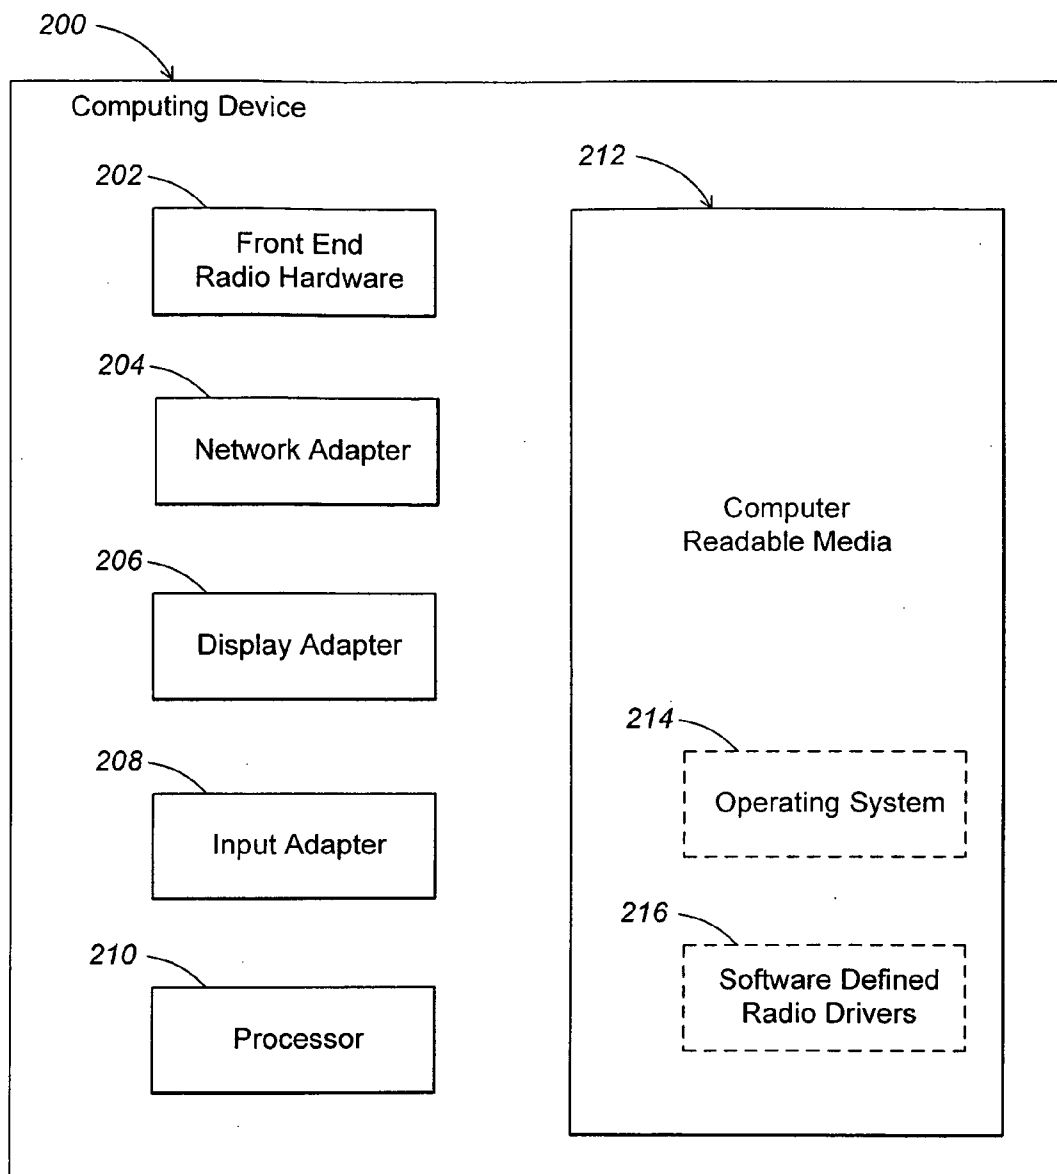 200
Computing Device
202
Front End
Radio Hardware
204
Network Adapter
206
Display Adapter
208
Input Adapter
210
Processor
212
Computer
Readable Media
214
Operating System
216
Software Defined
Radio Drivers